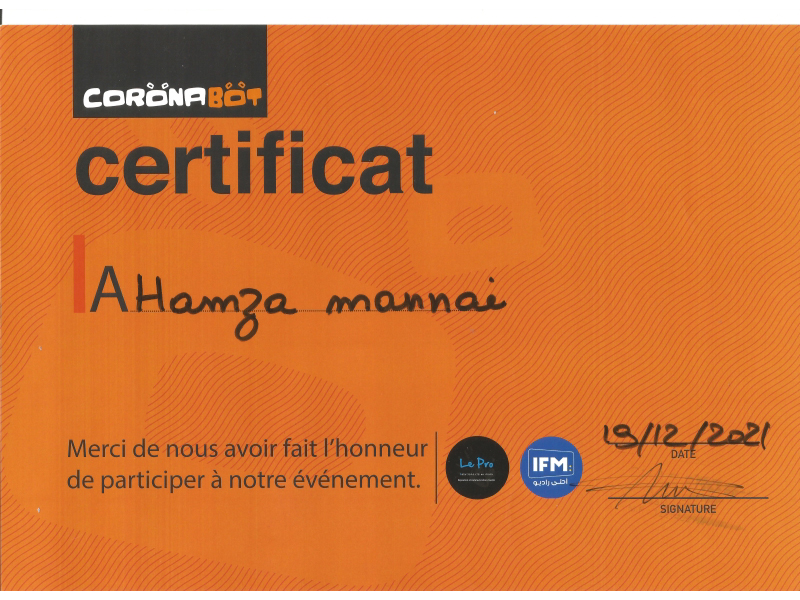 CORONABOT
certificat
A Hamza mannai
Merci de nous avoir fait l'honneur
de participer à notre événement.
Le Pro
IFM
أحلى راديو
19/12/2021
DATE
SIGNATURE